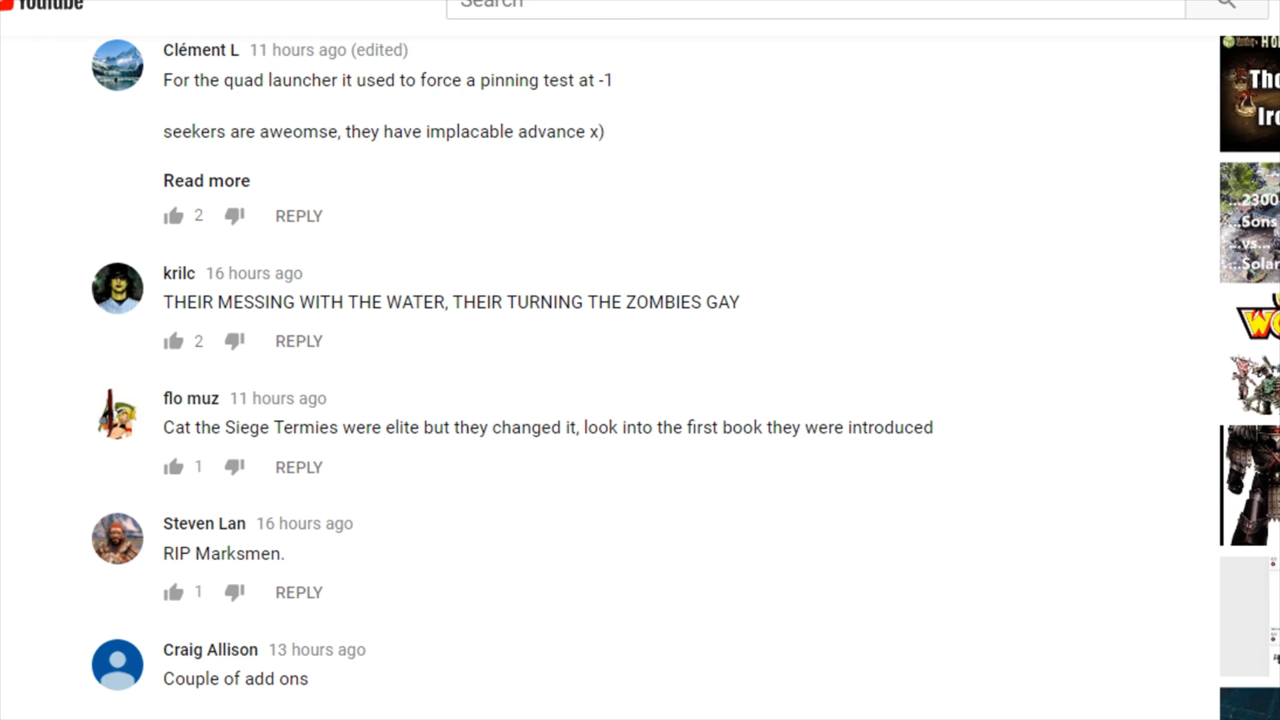 YouTube
Search
Clément L 11 hours ago (edited)
For the quad launcher it used to force a pinning test at -1
seekers are aweomse, they have implacable advance x)
Read more
2 REPLY
krilc 16 hours ago
THEIR MESSING WITH THE WATER, THEIR TURNING THE ZOMBIES GAY
2 REPLY
flo muz 11 hours ago
Cat the Siege Termies were elite but they changed it, look into the first book they were introduced
1 REPLY
Steven Lan 16 hours ago
RIP Marksmen.
1 REPLY
Craig Allison 13 hours ago
Couple of add ons
...2300
...Sons
...vs...
...Solar